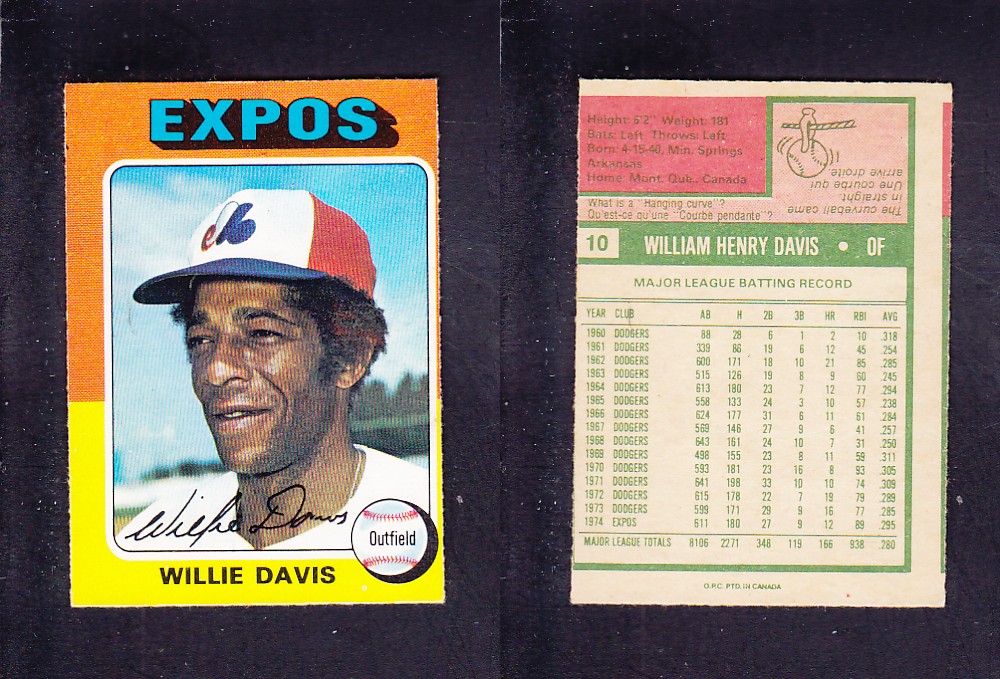 EXPOS
Willie Davis
Outfield
WILLIE DAVIS
Height: 6'2" Weight: 181
Bats: Left Throws: Left
Born: 4-15-40, Min. Springs
Arkansas
Home: Mont. Que., Canada
The curveball came
in straight.
Une courbe qui
arrive droite.
What is a "Hanging curve"?
Qu'est-ce qu'une "Courbe pendante"?
10 WILLIAM HENRY DAVIS • OF
MAJOR LEAGUE BATTING RECORD
YEAR CLUB AB H 2B 3B HR RBI AVG
1960 DODGERS 88 28 6 1 2 10 .318
1961 DODGERS 339 86 19 6 12 45 .254
1962 DODGERS 600 171 18 10 21 85 .285
1963 DODGERS 515 126 19 8 9 60 .245
1964 DODGERS 613 180 23 7 12 77 .294
1965 DODGERS 558 133 24 3 10 57 .238
1966 DODGERS 624 177 31 6 11 61 .284
1967 DODGERS 569 146 27 9 6 41 .257
1968 DODGERS 643 161 24 10 7 31 .250
1969 DODGERS 498 155 23 8 11 59 .311
1970 DODGERS 593 181 23 16 8 93 .305
1971 DODGERS 641 198 33 10 10 74 .309
1972 DODGERS 615 178 22 7 19 79 .289
1973 DODGERS 599 171 29 9 16 77 .285
1974 EXPOS 611 180 27 9 12 89 .295
MAJOR LEAGUE TOTALS 8106 2271 348 119 166 938 .280
O.P.C. PTD. IN CANADA